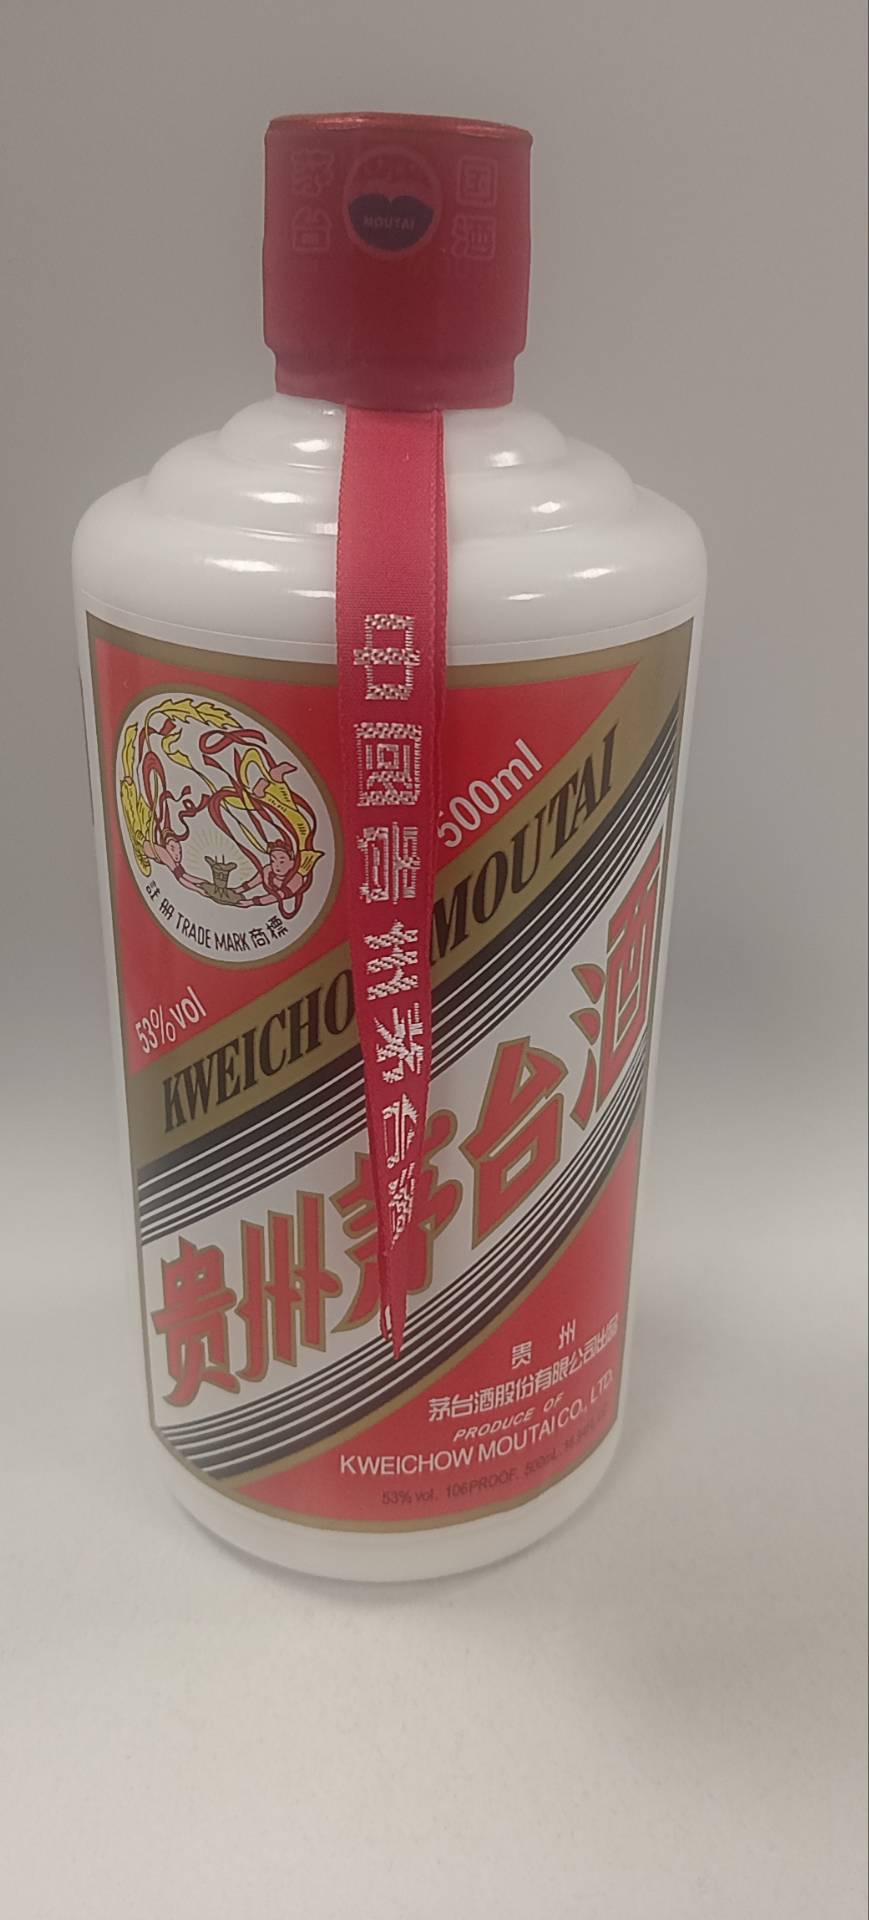 国酒
茅台
MOUTAI
中国贵州茅台酒
500ml
註册 TRADE MARK 商標
53%vol
KWEICHOW MOUTAI
贵州茅台酒
贵 州
茅台酒股份有限公司出品
PRODUCE OF
KWEICHOW MOUTAI CO., LTD.
53% vol. 106PROOF. 500mL.